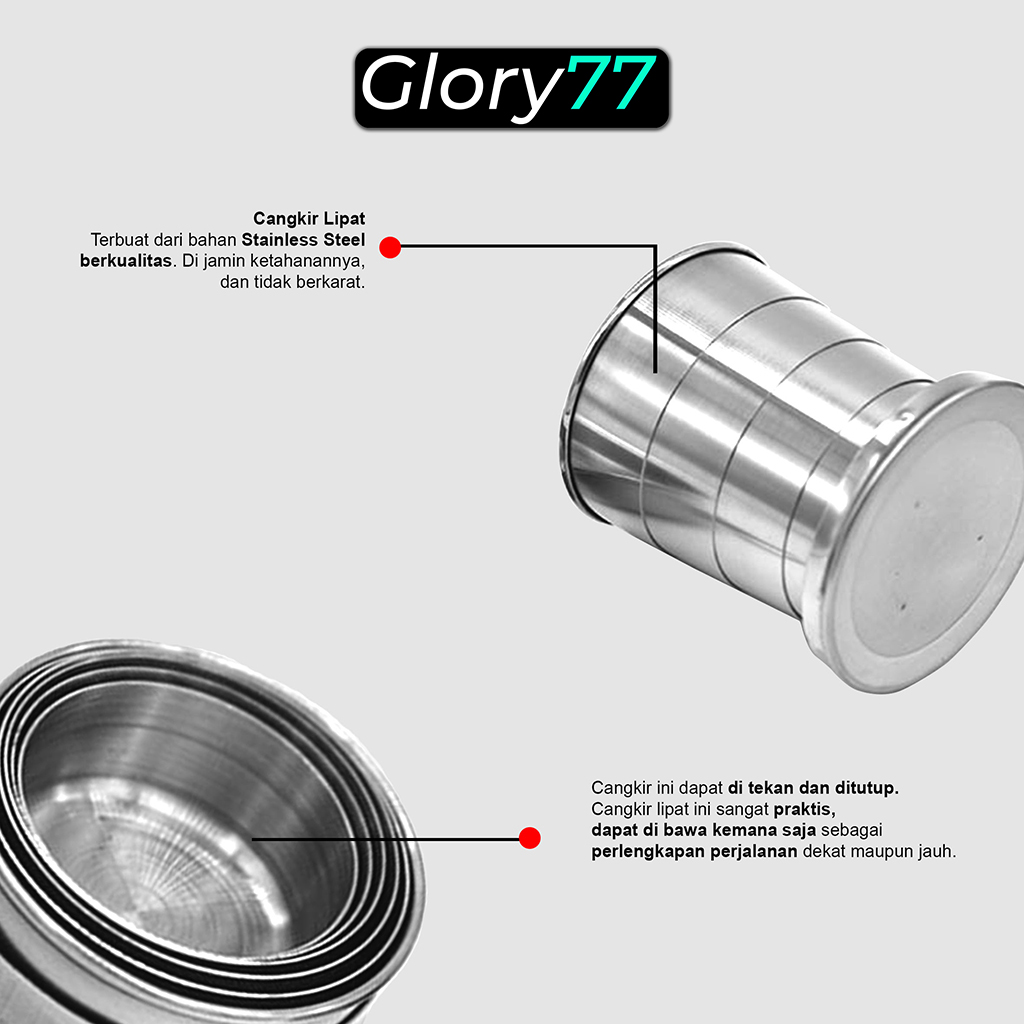 Glory77
Cangkir Lipat
Terbuat dari bahan Stainless Steel
berkualitas. Di jamin ketahanannya,
dan tidak berkarat.
Cangkir ini dapat di tekan dan ditutup.
Cangkir lipat ini sangat praktis,
dapat di bawa kemana saja sebagai
perlengkapan perjalanan dekat maupun jauh.